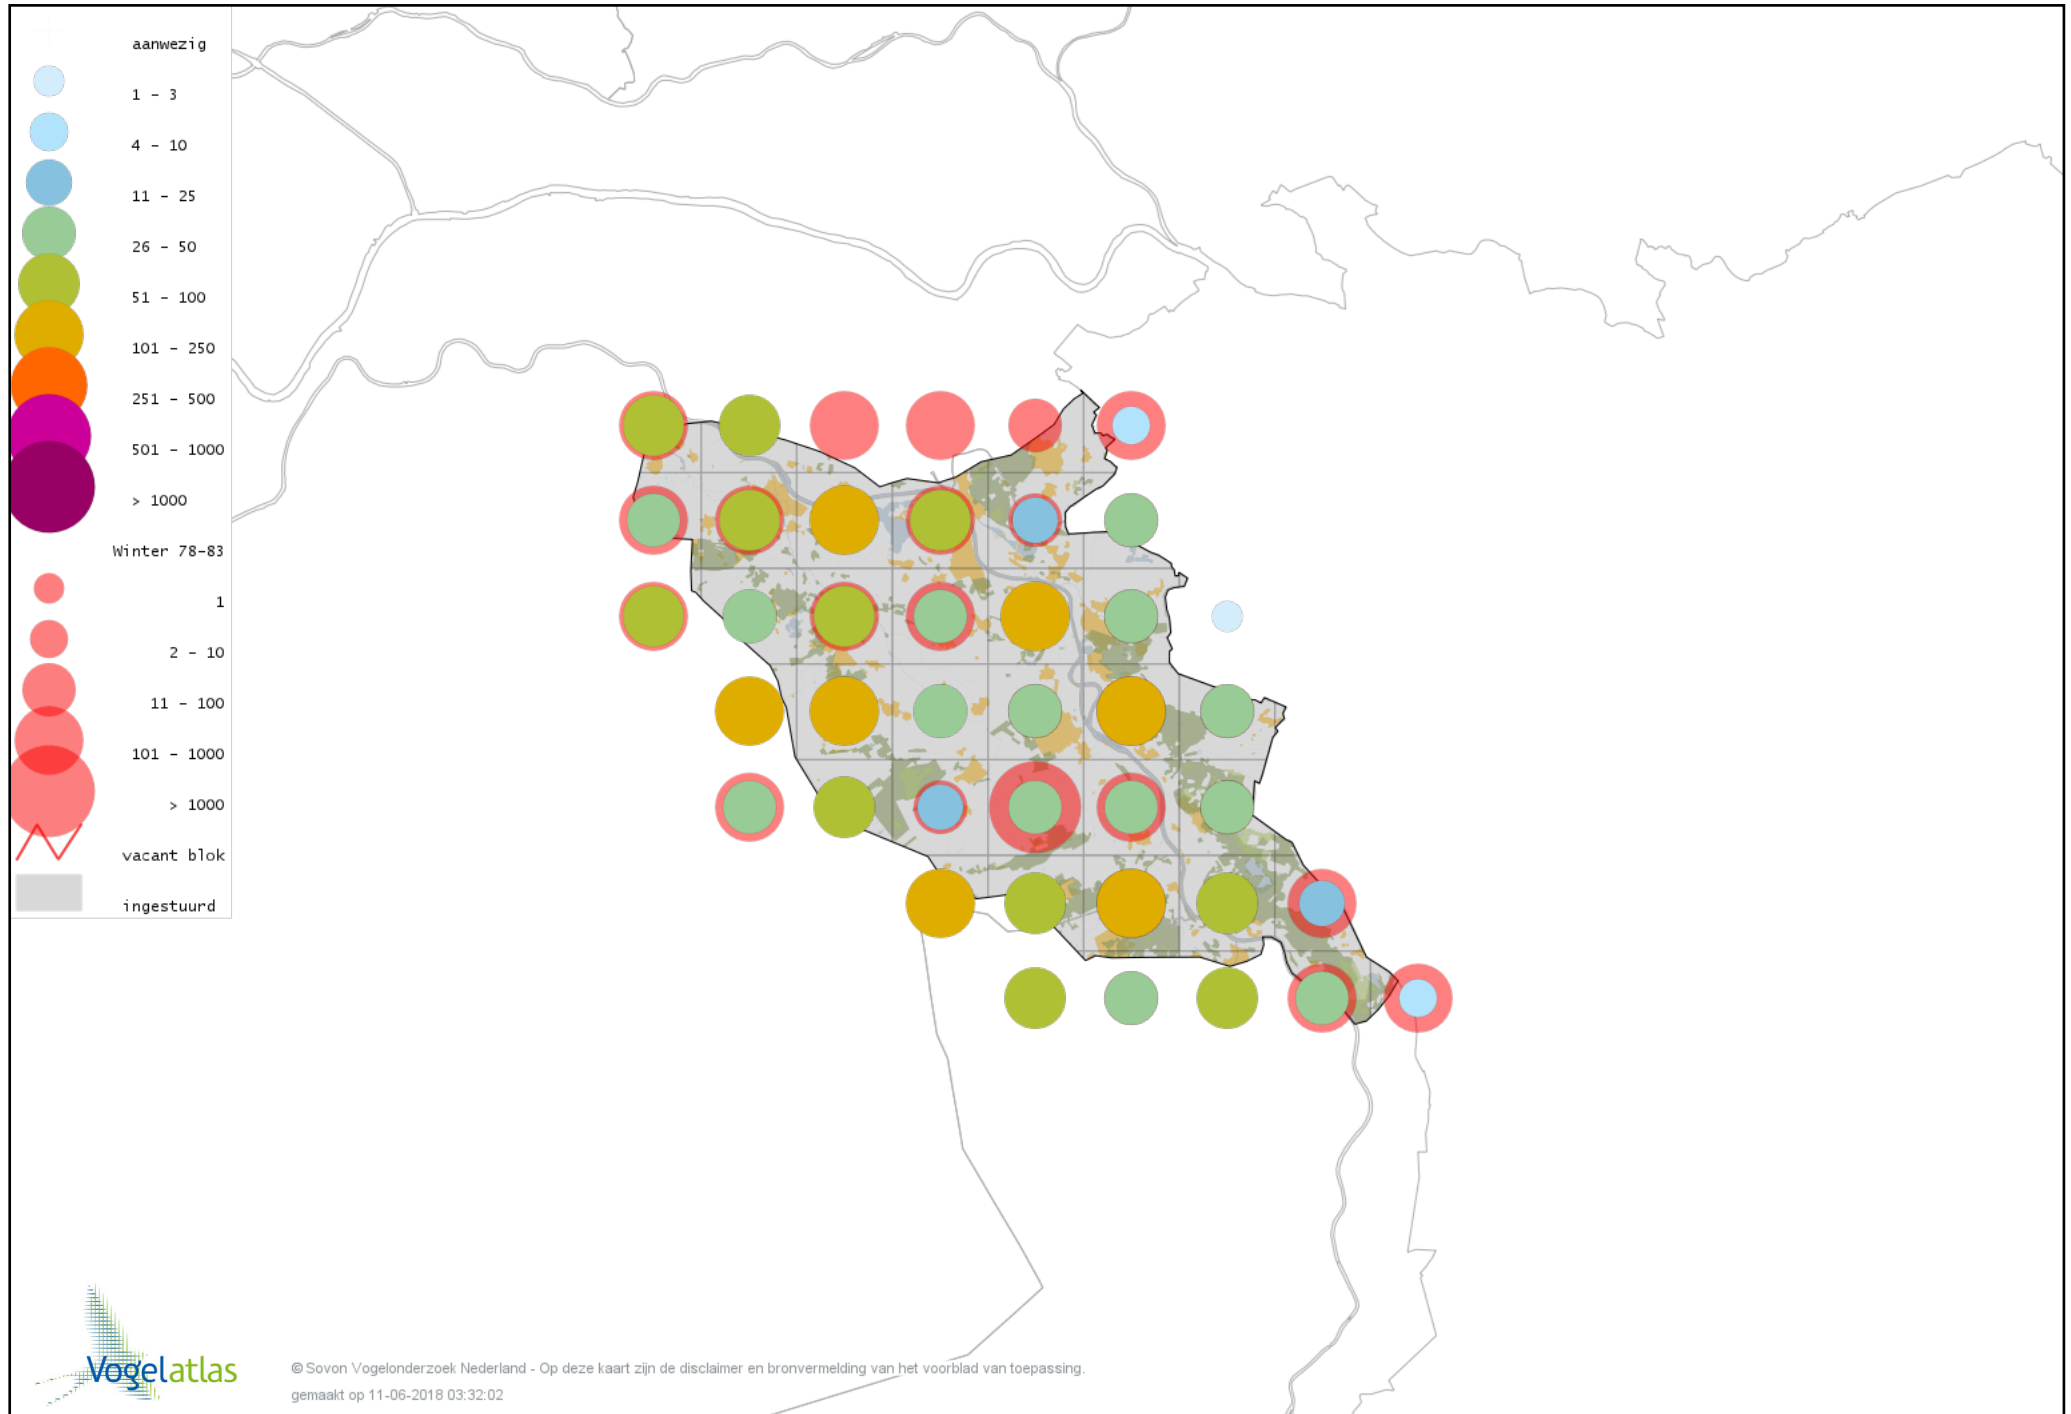 aanwezig
1 - 3
4 - 10
11 - 25
26 - 50
51 - 100
101 - 250
251 - 500
501 - 1000
> 1000
Winter 78-83
1
2 - 10
11 - 100
101 - 1000
> 1000
vacant blok
ingestuurd
Vogelatlas
© Sovon Vogelonderzoek Nederland - Op deze kaart zijn de disclaimer en bronvermelding van het voorblad van toepassing.
gemaakt op 11-06-2018 03:32:02